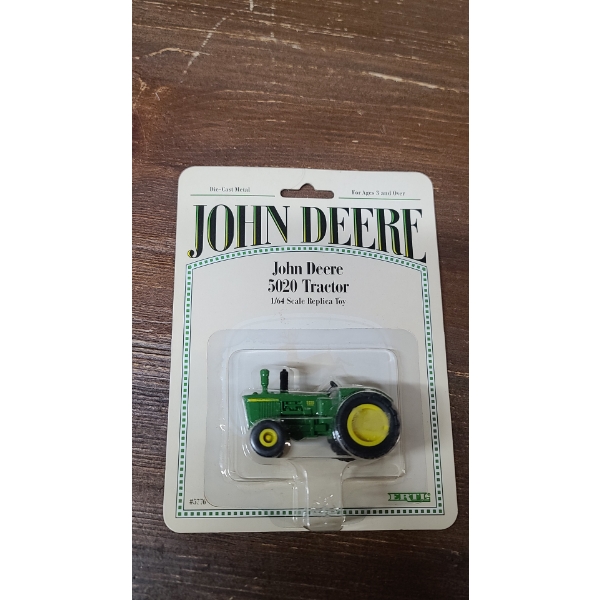 Die-Cast Metal
For Ages 3 and Over
JOHN DEERE
John Deere
5020 Tractor
1/64 Scale Replica Toy
#5776
ERTL